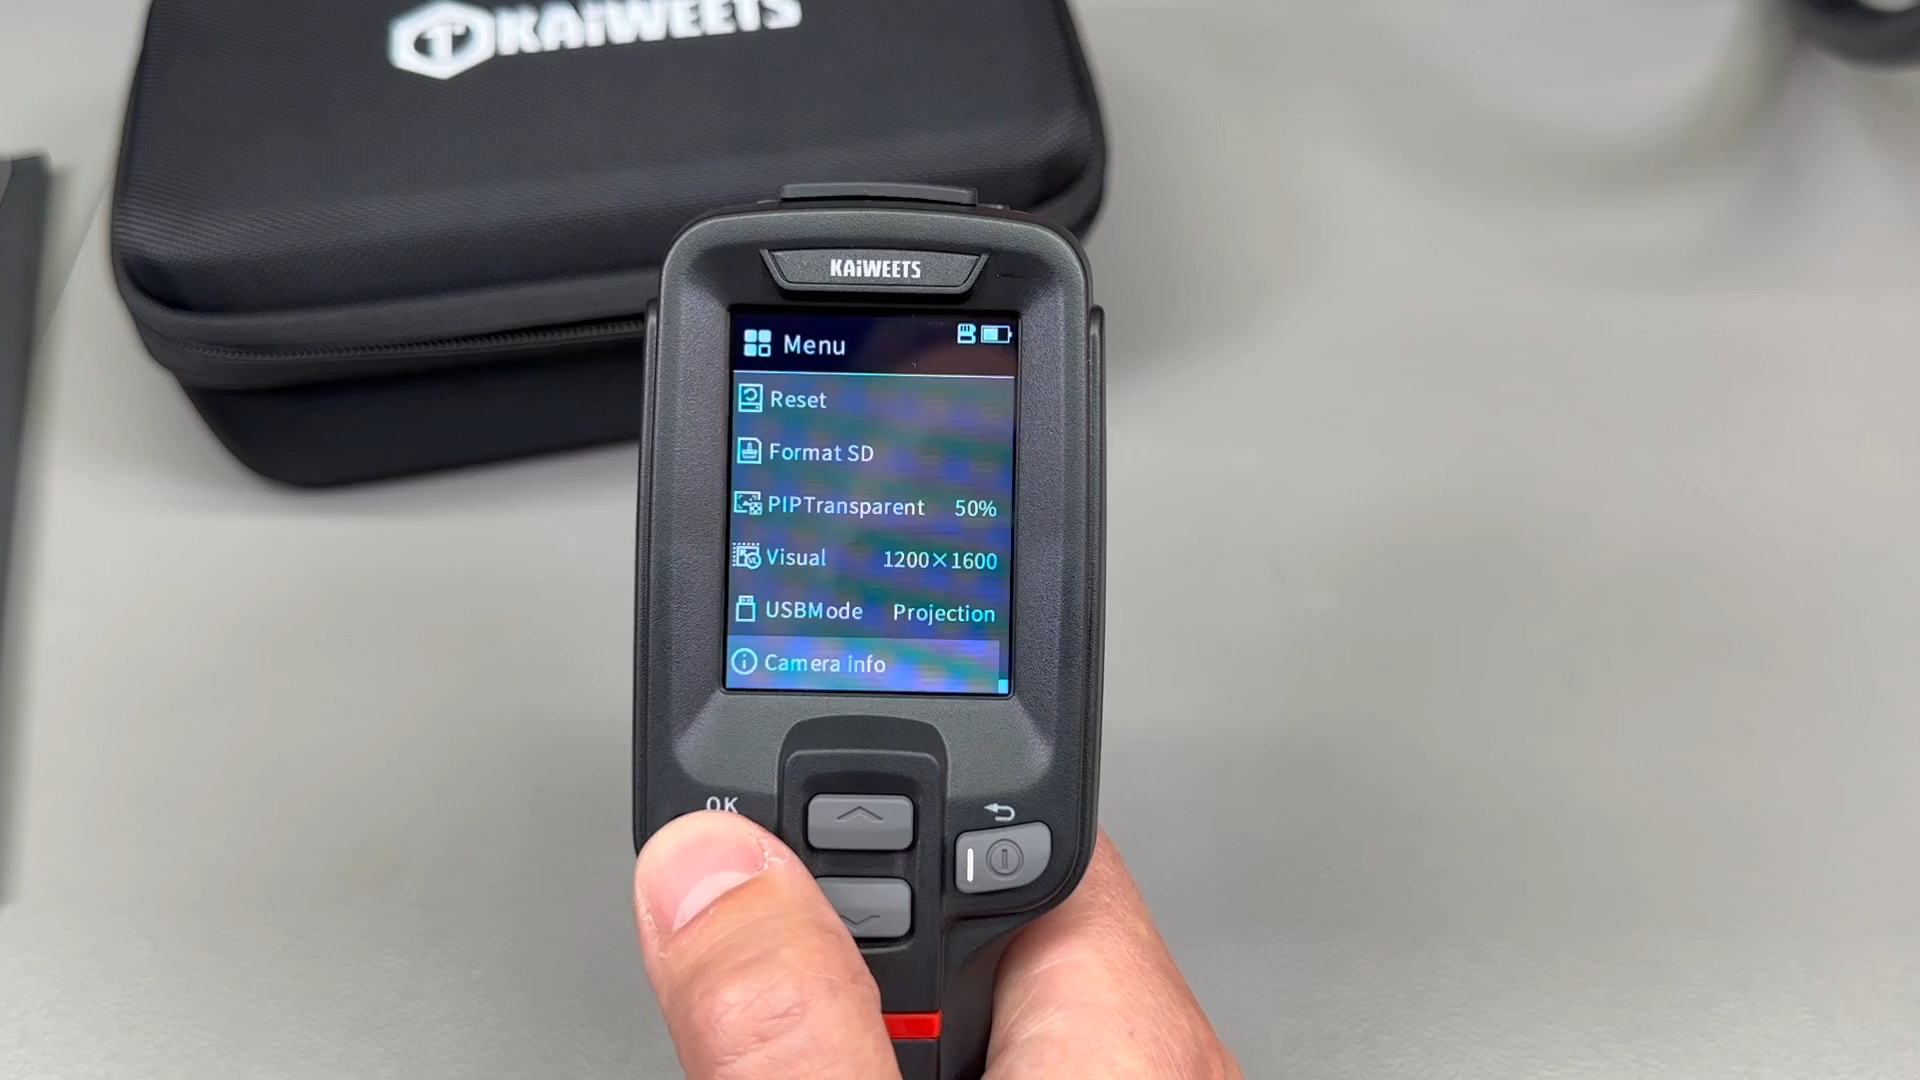 KAiWEETS
KAiWEETS
Menu
Reset
Format SD
PIPTransparent 50%
Visual 1200×1600
USBMode Projection
Camera info
OK